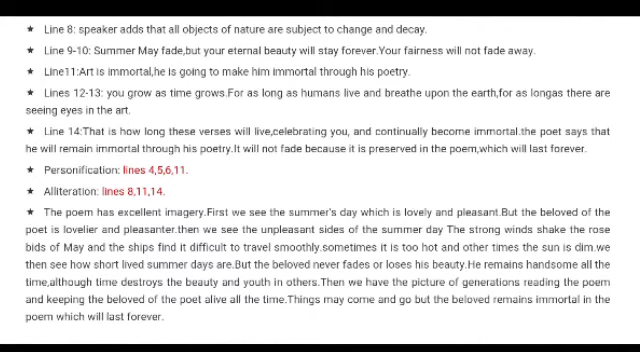 ★ Line 8: speaker adds that all objects of nature are subject to change and decay.
★ Line 9-10: Summer May fade,but your eternal beauty will stay forever.Your fairness will not fade away.
★ Line11:Art is immortal,he is going to make him immortal through his poetry.
★ Lines 12-13: you grow as time grows.For as long as humans live and breathe upon the earth,for as longas there are
seeing eyes in the art.
★ Line 14:That is how long these verses will live,celebrating you, and continually become immortal.the poet says that
he will remain immortal through his poetry.It will not fade because it is preserved in the poem,which will last forever.
★ Personification: lines 4,5,6,11.
★ Alliteration: lines 8,11,14.
★ The poem has excellent imagery.First we see the summer's day which is lovely and pleasant.But the beloved of the
poet is lovelier and pleasanter.then we see the unpleasant sides of the summer day The strong winds shake the rose
bids of May and the ships find it difficult to travel smoothly.sometimes it is too hot and other times the sun is dim.we
then see how short lived summer days are.But the beloved never fades or loses his beauty.He remains handsome all the
time,although time destroys the beauty and youth in others.Then we have the picture of generations reading the poem
and keeping the beloved of the poet alive all the time.Things may come and go but the beloved remains immortal in the
poem which will last forever.